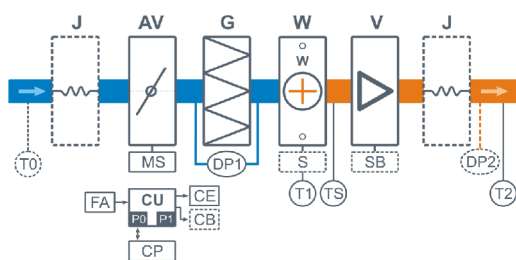 J AV G W V J
W
MS DP1 S SB DP2
T0 T1 TS T2
FA CU CE
P0 P1 CB
CP